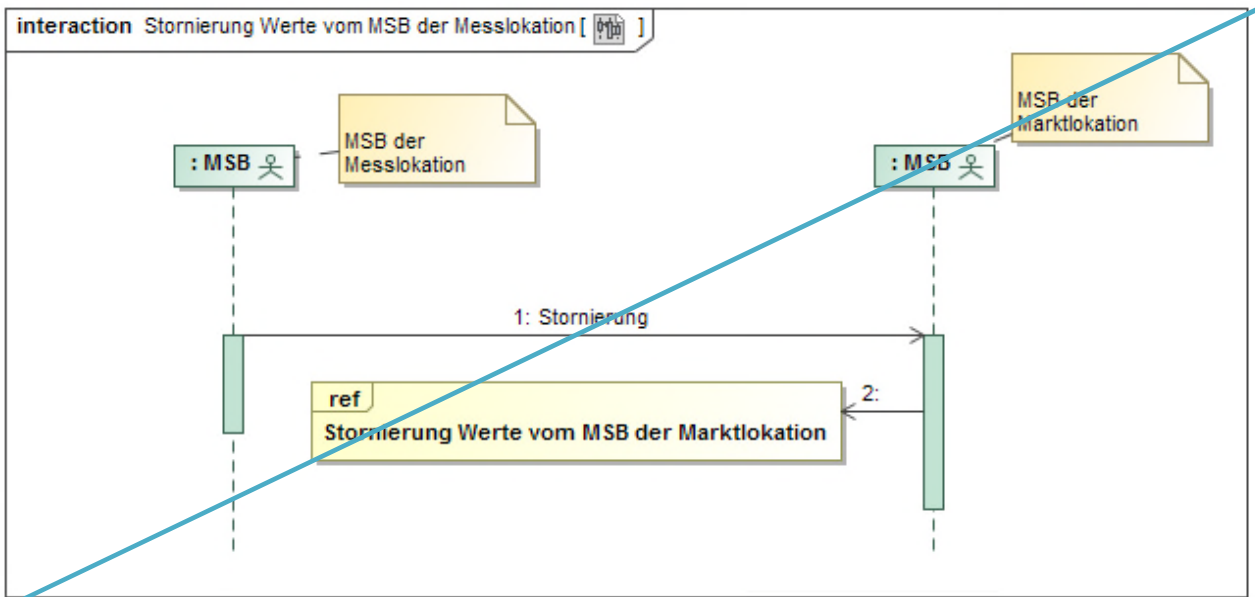 interaction Stornierung Werte vom MSB der Messlokation [ ]
MSB der
Marktlokation
MSB der
Messlokation
: MSB
: MSB
1: Stornierung
2:
ref
Stornierung Werte vom MSB der Marktlokation